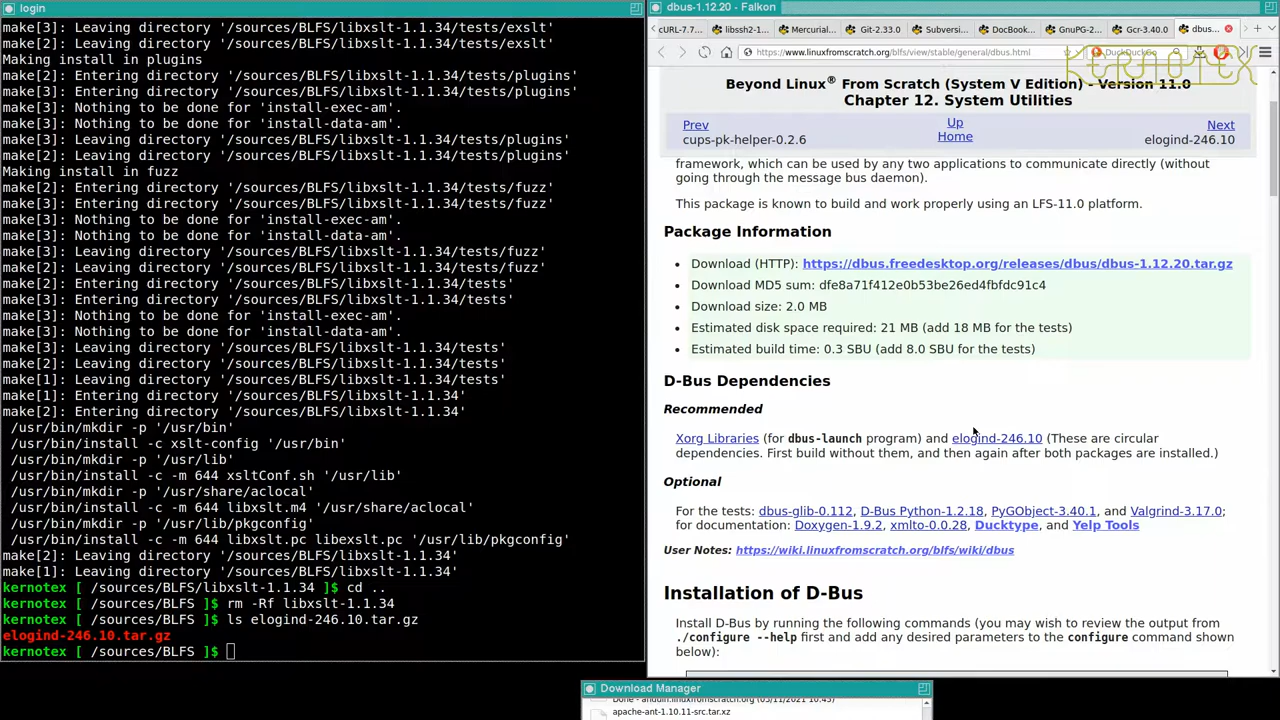 login
make[3]: Leaving directory '/sources/BLFS/libxslt-1.1.34/tests/exslt'
make[2]: Leaving directory '/sources/BLFS/libxslt-1.1.34/tests/exslt'
Making install in plugins
make[2]: Entering directory '/sources/BLFS/libxslt-1.1.34/tests/plugins'
make[3]: Entering directory '/sources/BLFS/libxslt-1.1.34/tests/plugins'
make[3]: Nothing to be done for 'install-exec-am'.
make[3]: Nothing to be done for 'install-data-am'.
make[3]: Leaving directory '/sources/BLFS/libxslt-1.1.34/tests/plugins'
make[2]: Leaving directory '/sources/BLFS/libxslt-1.1.34/tests/plugins'
Making install in fuzz
make[2]: Entering directory '/sources/BLFS/libxslt-1.1.34/tests/fuzz'
make[3]: Entering directory '/sources/BLFS/libxslt-1.1.34/tests/fuzz'
make[3]: Nothing to be done for 'install-exec-am'.
make[3]: Nothing to be done for 'install-data-am'.
make[3]: Leaving directory '/sources/BLFS/libxslt-1.1.34/tests/fuzz'
make[2]: Leaving directory '/sources/BLFS/libxslt-1.1.34/tests/fuzz'
make[2]: Entering directory '/sources/BLFS/libxslt-1.1.34/tests'
make[3]: Entering directory '/sources/BLFS/libxslt-1.1.34/tests'
make[3]: Nothing to be done for 'install-exec-am'.
make[3]: Nothing to be done for 'install-data-am'.
make[3]: Leaving directory '/sources/BLFS/libxslt-1.1.34/tests'
make[2]: Leaving directory '/sources/BLFS/libxslt-1.1.34/tests'
make[1]: Leaving directory '/sources/BLFS/libxslt-1.1.34/tests'
make[1]: Entering directory '/sources/BLFS/libxslt-1.1.34'
make[2]: Entering directory '/sources/BLFS/libxslt-1.1.34'
/usr/bin/mkdir -p '/usr/bin'
/usr/bin/install -c xslt-config '/usr/bin'
/usr/bin/mkdir -p '/usr/lib'
/usr/bin/install -c -m 644 xsltConf.sh '/usr/lib'
/usr/bin/mkdir -p '/usr/share/aclocal'
/usr/bin/install -c -m 644 libxslt.m4 '/usr/share/aclocal'
/usr/bin/mkdir -p '/usr/lib/pkgconfig'
/usr/bin/install -c -m 644 libxslt.pc libexslt.pc '/usr/lib/pkgconfig'
make[2]: Leaving directory '/sources/BLFS/libxslt-1.1.34'
make[1]: Leaving directory '/sources/BLFS/libxslt-1.1.34'
kernotex [ /sources/BLFS/libxslt-1.1.34 ]$ cd ..
kernotex [ /sources/BLFS ]$ rm -Rf libxslt-1.1.34
kernotex [ /sources/BLFS ]$ ls elogind-246.10.tar.gz
elogind-246.10.tar.gz
kernotex [ /sources/BLFS ]$
dbus-1.12.20 - Falkon
cURL-7.7... libssh2-1... Mercurial... Git-2.33.0 Subversi... DocBook... GnuPG-2... Gcr-3.40.0 dbus...
https://www.linuxfromscratch.org/blfs/view/stable/general/dbus.html DuckDuckGo
KERNOTEX
Beyond Linux® From Scratch (System V Edition) - Version 11.0
Chapter 12. System Utilities
Prev Up Next
cups-pk-helper-0.2.6 Home elogind-246.10
framework, which can be used by any two applications to communicate directly (without
going through the message bus daemon).
This package is known to build and work properly using an LFS-11.0 platform.
Package Information
• Download (HTTP): https://dbus.freedesktop.org/releases/dbus/dbus-1.12.20.tar.gz
• Download MD5 sum: dfe8a71f412e0b53be26ed4fbfdc91c4
• Download size: 2.0 MB
• Estimated disk space required: 21 MB (add 18 MB for the tests)
• Estimated build time: 0.3 SBU (add 8.0 SBU for the tests)
D-Bus Dependencies
Recommended
Xorg Libraries (for dbus-launch program) and elogind-246.10 (These are circular
dependencies. First build without them, and then again after both packages are installed.)
Optional
For the tests: dbus-glib-0.112, D-Bus Python-1.2.18, PyGObject-3.40.1, and Valgrind-3.17.0;
for documentation: Doxygen-1.9.2, xmlto-0.0.28, Ducktype, and Yelp Tools
User Notes: https://wiki.linuxfromscratch.org/blfs/wiki/dbus
Installation of D-Bus
Install D-Bus by running the following commands (you may wish to review the output from
./configure --help first and add any desired parameters to the configure command shown
below):
Download Manager
Done - anduin.linuxfromscratch.org (05/11/2021 10:45)
apache-ant-1.10.11-src.tar.xz